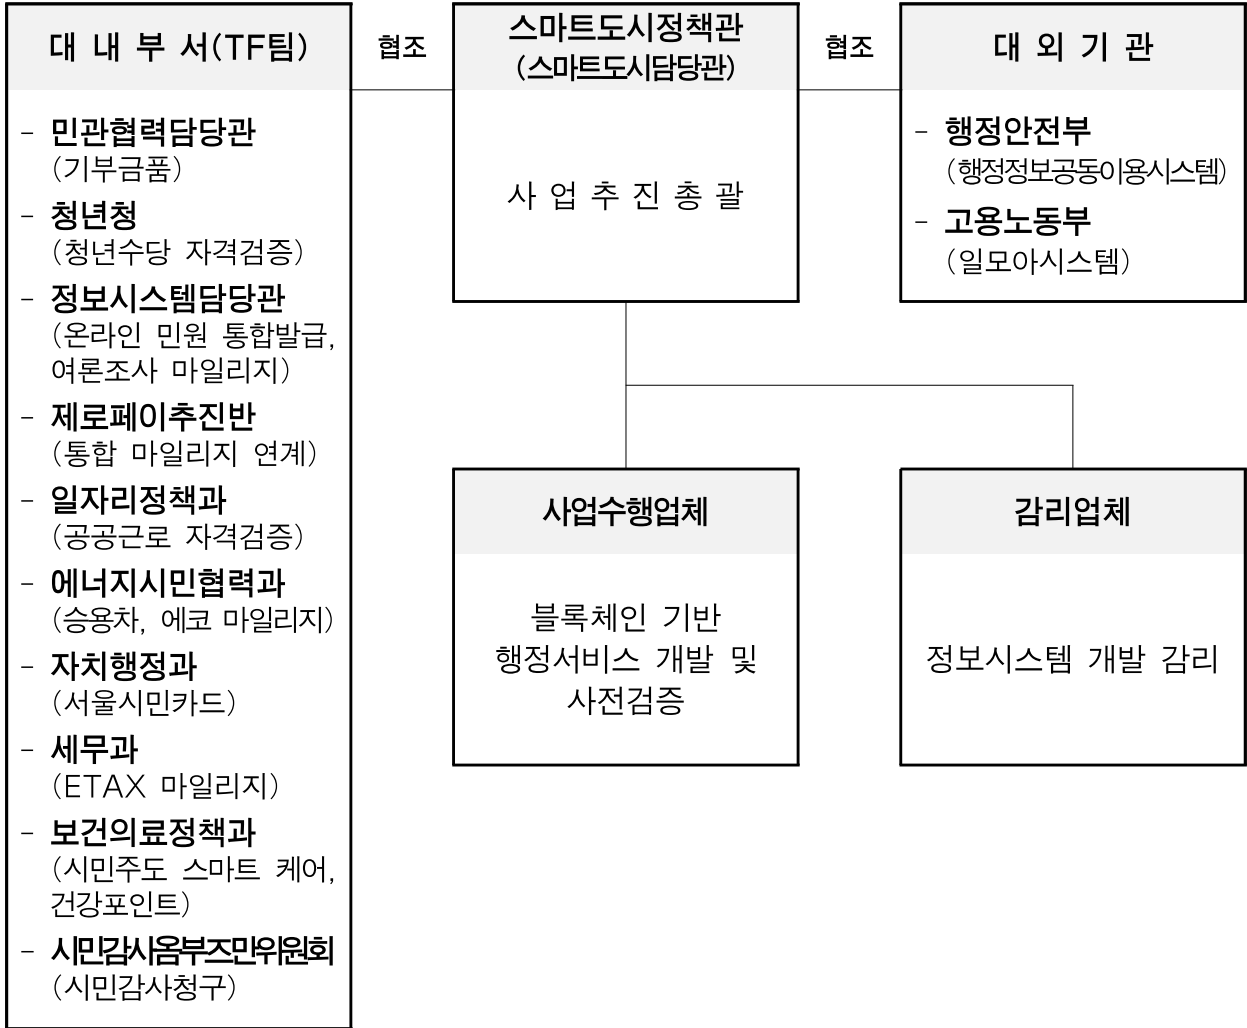 대 내 부 서(TF팀)
- 민관협력담당관
(기부금품)
- 청년청
(청년수당 자격검증)
- 정보시스템담당관
(온라인 민원 통합발급,
여론조사 마일리지)
- 제로페이추진반
(통합 마일리지 연계)
- 일자리정책과
(공공근로 자격검증)
- 에너지시민협력과
(승용차, 에코 마일리지)
- 자치행정과
(서울시민카드)
- 세무과
(ETAX 마일리지)
- 보건의료정책과
(시민주도 스마트 케어,
건강포인트)
- 시민감사옴부즈만위원회
(시민감사청구)
협조
스마트도시정책관
(스마트도시담당관)
사 업 추 진 총 괄
협조
대 외 기 관
- 행정안전부
(행정정보공동이용시스템)
- 고용노동부
(일모아시스템)
사업수행업체
블록체인 기반
행정서비스 개발 및
사전검증
감리업체
정보시스템 개발 감리